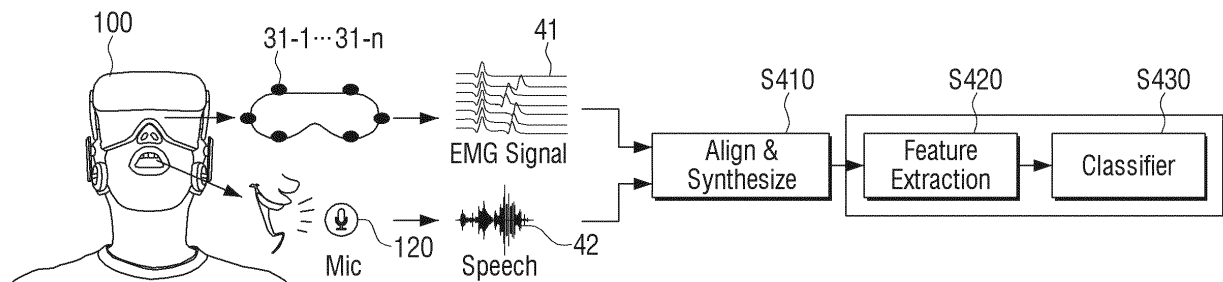 100
31-1···31-n
41
EMG Signal
Mic
120
Speech
42
S410
Align &
Synthesize
S420
Feature
Extraction
S430
Classifier